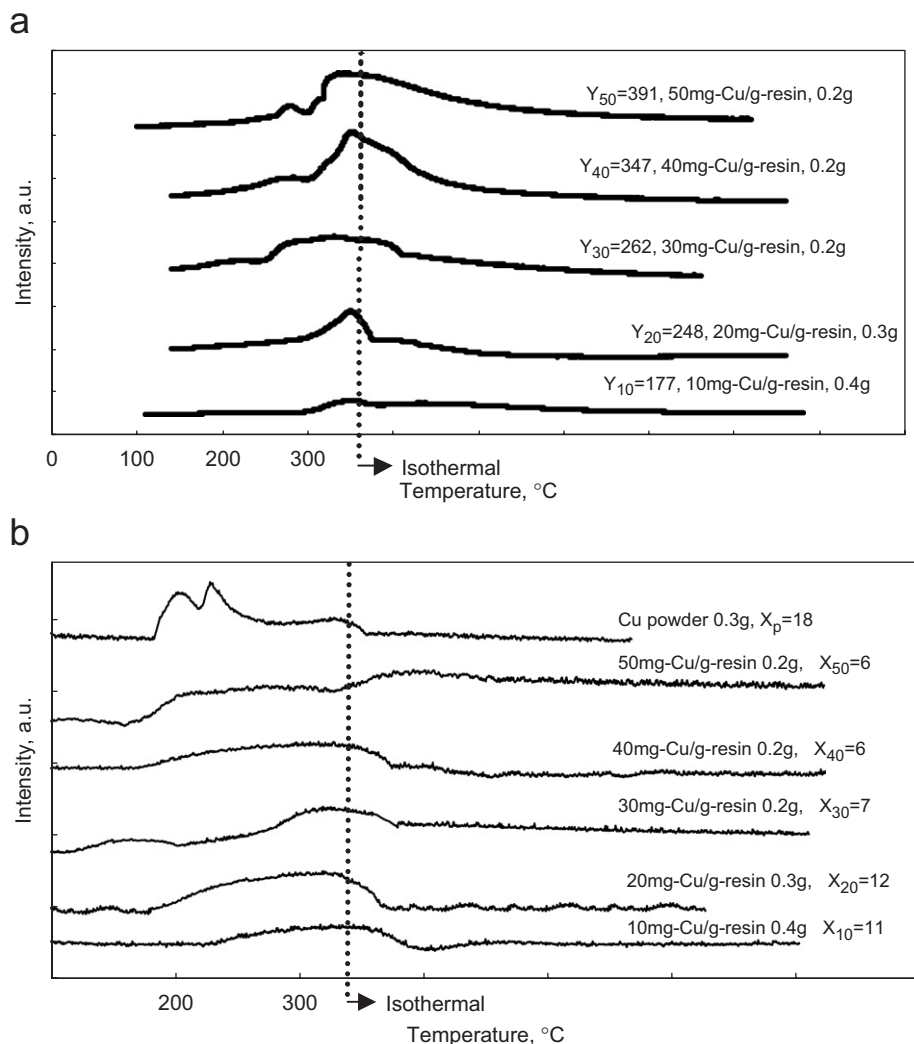 a
Intensity, a.u.
Y50=391, 50mg-Cu/g-resin, 0.2g
Y40=347, 40mg-Cu/g-resin, 0.2g
Y30=262, 30mg-Cu/g-resin, 0.2g
Y20=248, 20mg-Cu/g-resin, 0.3g
Y10=177, 10mg-Cu/g-resin, 0.4g
0 100 200 300
Isothermal
Temperature, °C
b
Intensity, a.u.
Cu powder 0.3g, Xp=18
50mg-Cu/g-resin 0.2g, X50=6
40mg-Cu/g-resin 0.2g, X40=6
30mg-Cu/g-resin 0.2g, X30=7
20mg-Cu/g-resin 0.3g, X20=12
10mg-Cu/g-resin 0.4g X10=11
200 300
Isothermal
Temperature, °C